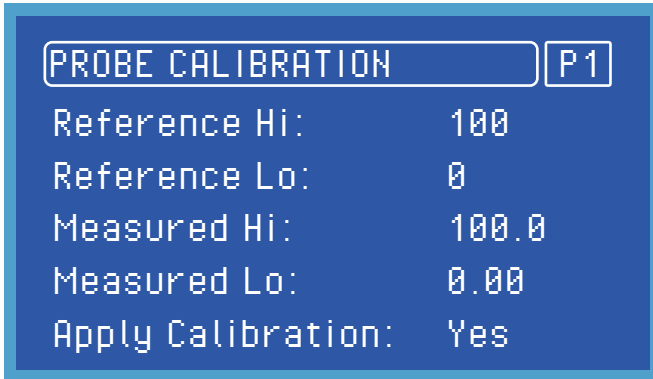 PROBE CALIBRATION P1
Reference Hi: 100
Reference Lo: 0
Measured Hi: 100.0
Measured Lo: 0.00
Apply Calibration: Yes